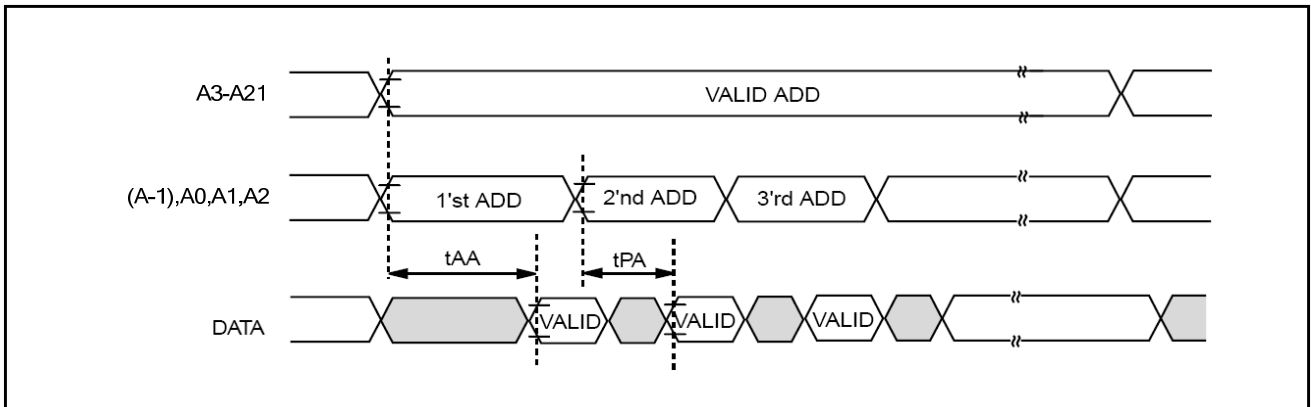 A3-A21
VALID ADD
(A-1),A0,A1,A2
1'st ADD
2'nd ADD
3'rd ADD
tAA
tPA
DATA
VALID
VALID
VALID